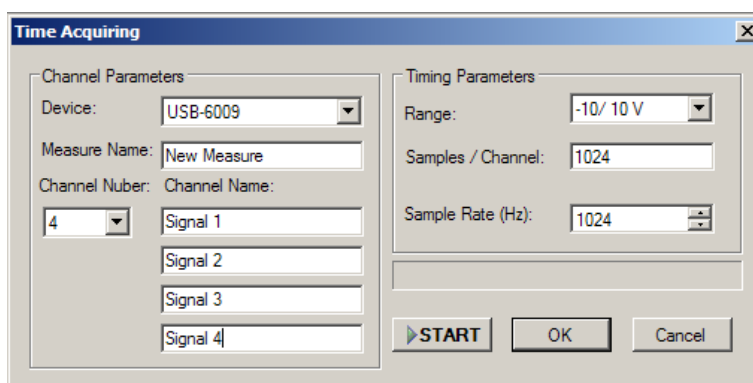 Time Acquiring
Channel Parameters
Device:
USB-6009
Measure Name:
New Measure
Channel Nuber:
Channel Name:
4
Signal 1
Signal 2
Signal 3
Signal 4
Timing Parameters
Range:
-10/ 10 V
Samples / Channel:
1024
Sample Rate (Hz):
1024
START
OK
Cancel